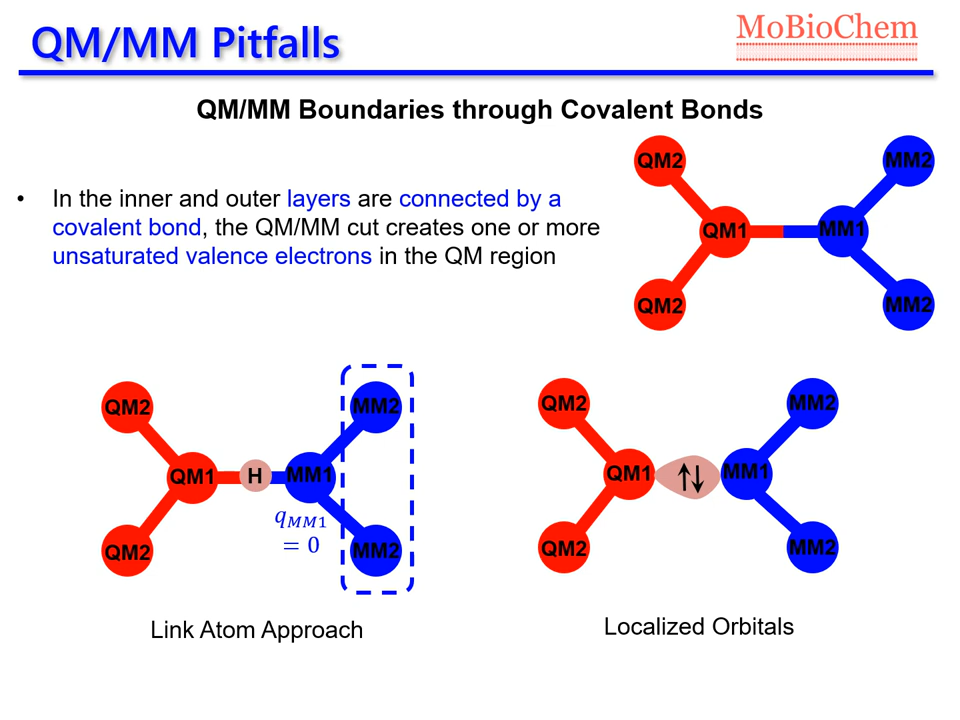 QM/MM Pitfalls
MoBioChem
QM/MM Boundaries through Covalent Bonds
• In the inner and outer layers are connected by a
covalent bond, the QM/MM cut creates one or more
unsaturated valence electrons in the QM region
QM2
MM2
QM1
MM1
QM2
MM2
QM2
MM2
QM1
H
MM1
q_{MM1}
= 0
QM2
MM2
Link Atom Approach
QM2
MM2
QM1
↑↓
MM1
QM2
MM2
Localized Orbitals